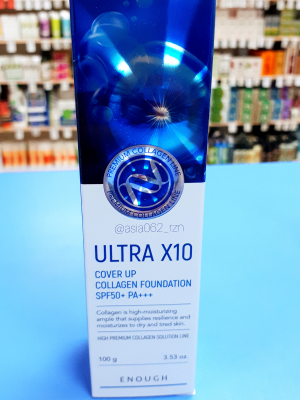 PREMIUM COLLAGEN LINE
@asia062_rzn
ULTRA X10
COVER UP
COLLAGEN FOUNDATION
SPF50+ PA+++
Collagen is high-moisturizing
ample that supplies resilience and
moisturizes to dry and tired skin.
HIGH PREMIUM COLLAGEN SOLUTION LINE
100 g
3.53 oz
ENOUGH